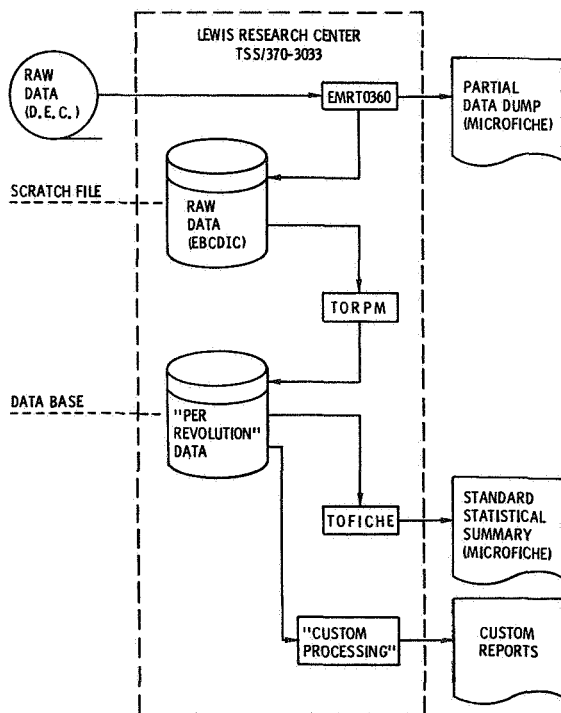 LEWIS RESEARCH CENTER
TSS/370-3033
RAW
DATA
(D.E.C.)
EMRT0360
PARTIAL
DATA DUMP
(MICROFICHE)
SCRATCH FILE
RAW
DATA
(EBCDIC)
TORPM
DATA BASE
"PER
REVOLUTION"
DATA
TOFICHE
STANDARD
STATISTICAL
SUMMARY
(MICROFICHE)
"CUSTOM
PROCESSING"
CUSTOM
REPORTS